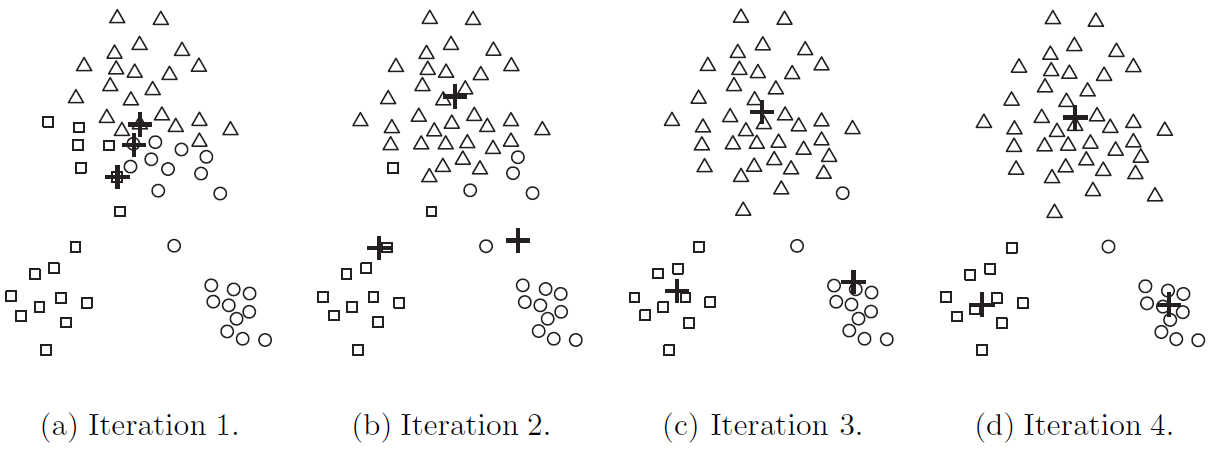 (a) Iteration 1.
(b) Iteration 2.
(c) Iteration 3.
(d) Iteration 4.